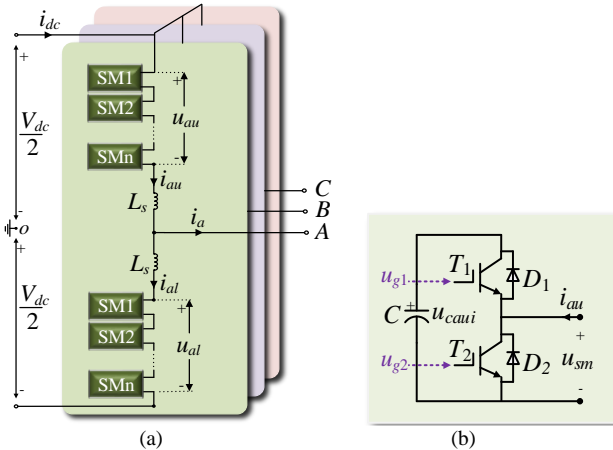 i_dc
+
V_dc
2
-
o
+
V_dc
2
-
SM1
SM2
SMn
+
u_au
-
i_au
L_s
i_a
C
B
A
L_s
i_al
SM1
SM2
SMn
+
u_al
-
(a)
u_g1
T_1
D_1
C
+
u_caui
i_au
u_g2
T_2
D_2
+
u_sm
-
(b)